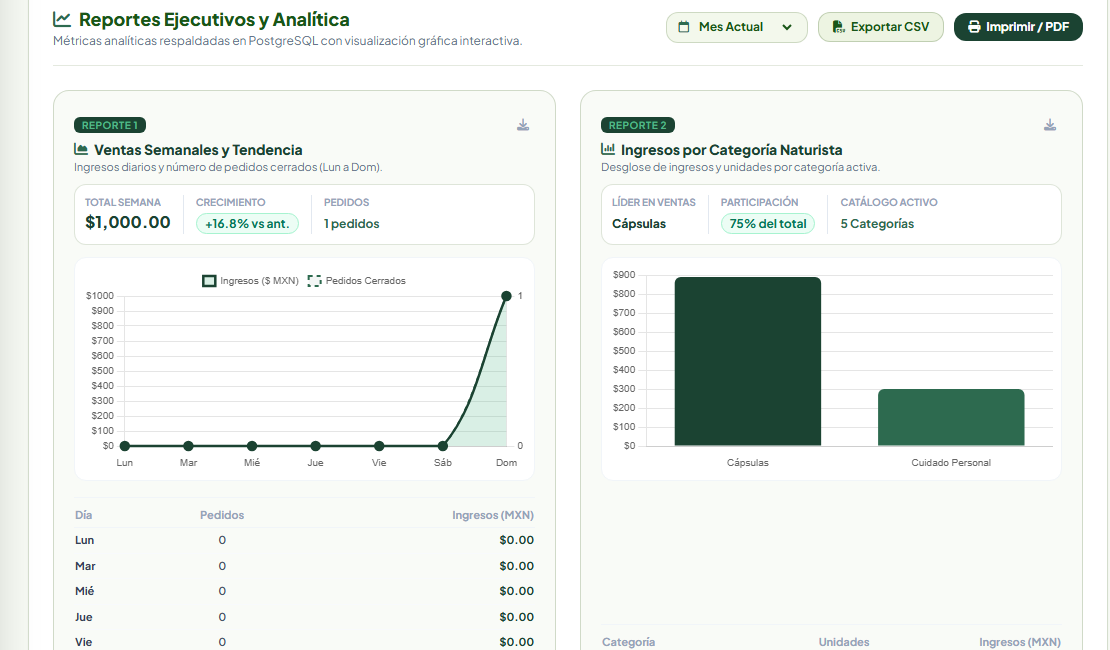 Reportes Ejecutivos y Analítica
Métricas analíticas respaldadas en PostgreSQL con visualización gráfica interactiva.
Mes Actual
Exportar CSV
Imprimir / PDF
REPORTE 1
Ventas Semanales y Tendencia
Ingresos diarios y número de pedidos cerrados (Lun a Dom).
TOTAL SEMANA CRECIMIENTO PEDIDOS
$1,000.00 +16.8% vs ant. 1 pedidos
Ingresos ($ MXN) Pedidos Cerrados
$1000 1
$900
$800
$700
$600
$500
$400
$300
$200
$100
$0 0
Lun Mar Mié Jue Vie Sáb Dom
Día Pedidos Ingresos (MXN)
Lun 0 $0.00
Mar 0 $0.00
Mié 0 $0.00
Jue 0 $0.00
Vie 0 $0.00
REPORTE 2
Ingresos por Categoría Naturista
Desglose de ingresos y unidades por categoría activa.
LÍDER EN VENTAS PARTICIPACIÓN CATÁLOGO ACTIVO
Cápsulas 75% del total 5 Categorías
$900
$800
$700
$600
$500
$400
$300
$200
$100
$0
Cápsulas Cuidado Personal
Categoría Unidades Ingresos (MXN)